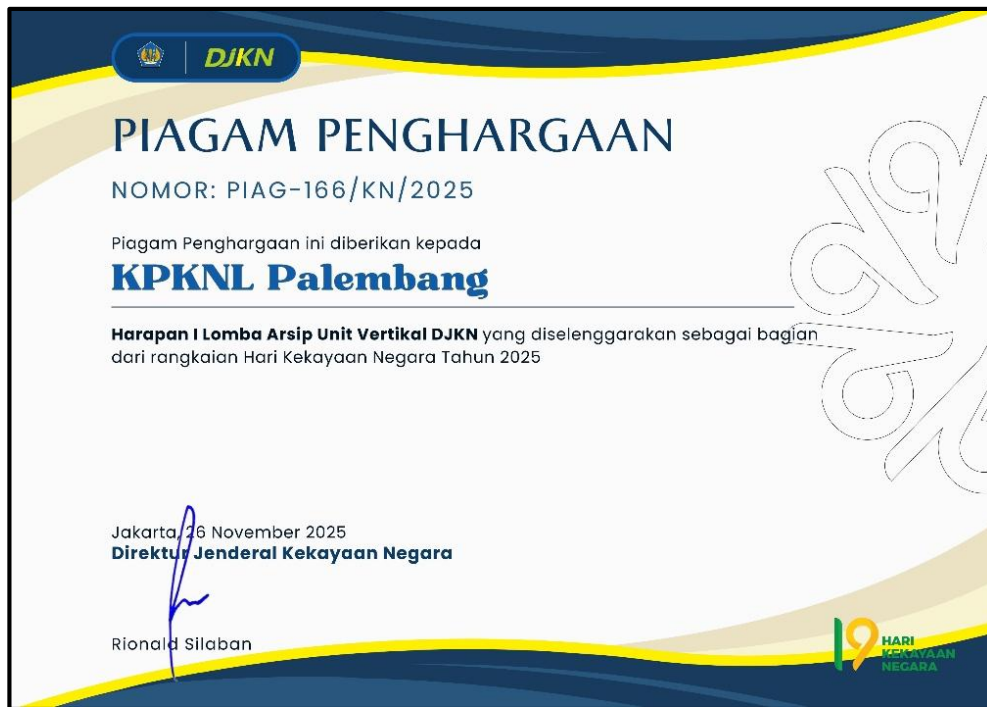 DJKN
PIAGAM PENGHARGAAN
NOMOR: PIAG-166/KN/2025
Piagam Penghargaan ini diberikan kepada
KPKNL Palembang
Harapan I Lomba Arsip Unit Vertikal DJKN yang diselenggarakan sebagai bagian
dari rangkaian Hari Kekayaan Negara Tahun 2025
Jakarta, 26 November 2025
Direktur Jenderal Kekayaan Negara
Rionald Silaban
19 HARI
KEKAYAAN
NEGARA